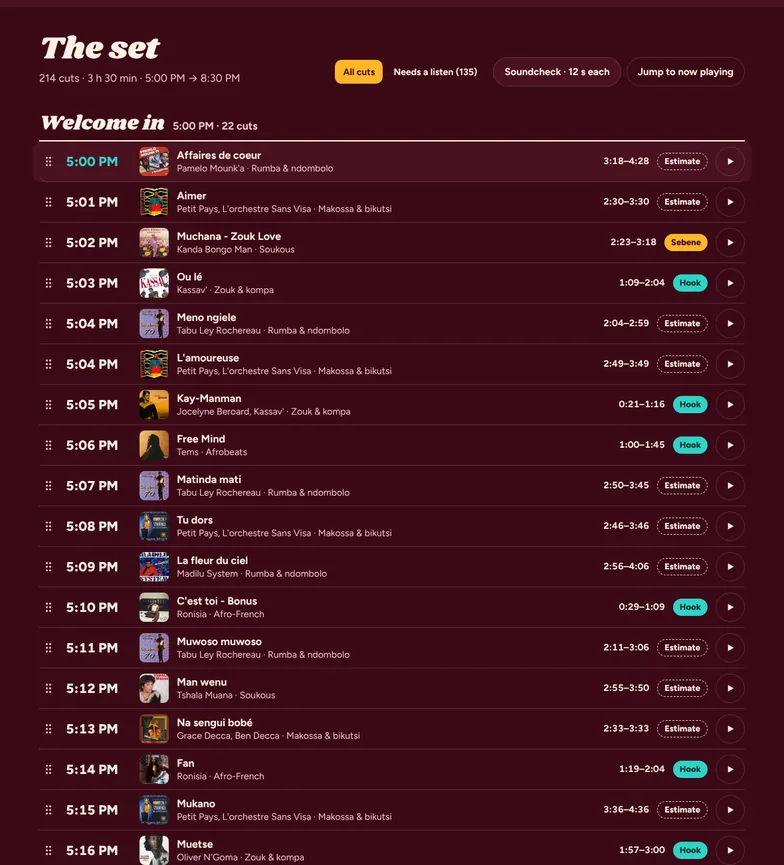 The set
214 cuts · 3 h 30 min · 5:00 PM → 8:30 PM
All cuts
Needs a listen (135)
Soundcheck · 12 s each
Jump to now playing
Welcome in 5:00 PM · 22 cuts
5:00 PM Affaires de coeur 3:18–4:28 Estimate
Pamelo Mounk'a · Rumba & ndombolo
5:01 PM Aimer 2:30–3:30 Estimate
Petit Pays, L'orchestre Sans Visa · Makossa & bikutsi
5:02 PM Muchana - Zouk Love 2:23–3:18 Sebene
Kanda Bongo Man · Soukous
5:03 PM Ou lé 1:09–2:04 Hook
Kassav' · Zouk & kompa
5:04 PM Meno ngiele 2:04–2:59 Estimate
Tabu Ley Rochereau · Rumba & ndombolo
5:04 PM L'amoureuse 2:49–3:49 Estimate
Petit Pays, L'orchestre Sans Visa · Makossa & bikutsi
5:05 PM Kay-Manman 0:21–1:16 Hook
Jocelyne Beroard, Kassav' · Zouk & kompa
5:06 PM Free Mind 1:00–1:45 Hook
Tems · Afrobeats
5:07 PM Matinda mati 2:50–3:45 Estimate
Tabu Ley Rochereau · Rumba & ndombolo
5:08 PM Tu dors 2:46–3:46 Estimate
Petit Pays, L'orchestre Sans Visa · Makossa & bikutsi
5:09 PM La fleur du ciel 2:56–4:06 Estimate
Madilu System · Rumba & ndombolo
5:10 PM C'est toi - Bonus 0:29–1:09 Hook
Ronisia · Afro-French
5:11 PM Muwoso muwoso 2:11–3:06 Estimate
Tabu Ley Rochereau · Rumba & ndombolo
5:12 PM Man wenu 2:55–3:50 Estimate
Tshala Muana · Soukous
5:13 PM Na sengui bobé 2:33–3:33 Estimate
Grace Decca, Ben Decca · Makossa & bikutsi
5:14 PM Fan 1:19–2:04 Hook
Ronisia · Afro-French
5:15 PM Mukano 3:36–4:36 Estimate
Petit Pays, L'orchestre Sans Visa · Makossa & bikutsi
5:16 PM Muetse 1:57–3:00 Hook
Oliver N'Goma · Zouk & kompa